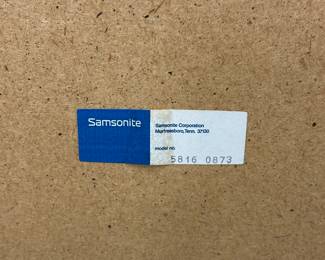 Samsonite
Samsonite Corporation
Murfreesboro, Tenn. 37130
model no.
5816 0873